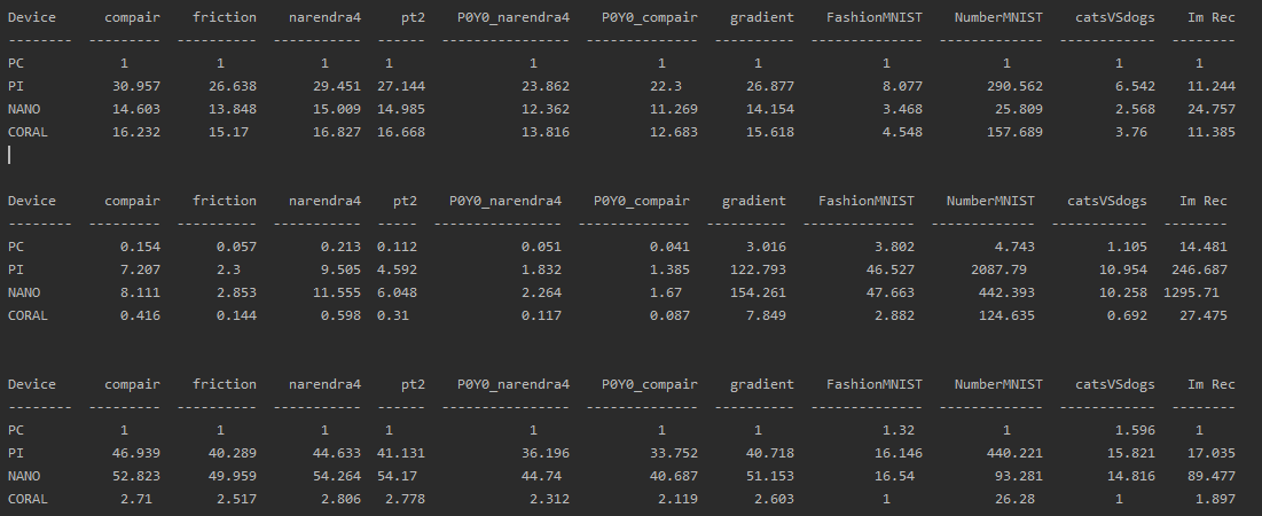 Device compair friction narendra4 pt2 P0Y0_narendra4 P0Y0_compair gradient FashionMNIST NumberMNIST catsVSdogs Im Rec
-------- --------- ---------- ----------- ------ ---------------- -------------- ---------- -------------- ------------- ------------ --------
PC 1 1 1 1 1 1 1 1 1 1 1
PI 30.957 26.638 29.451 27.144 23.862 22.3 26.877 8.077 290.562 6.542 11.244
NANO 14.603 13.848 15.009 14.985 12.362 11.269 14.154 3.468 25.809 2.568 24.757
CORAL 16.232 15.17 16.827 16.668 13.816 12.683 15.618 4.548 157.689 3.76 11.385
Device compair friction narendra4 pt2 P0Y0_narendra4 P0Y0_compair gradient FashionMNIST NumberMNIST catsVSdogs Im Rec
-------- --------- ---------- ----------- ----- ---------------- -------------- ---------- -------------- ------------- ------------ --------
PC 0.154 0.057 0.213 0.112 0.051 0.041 3.016 3.802 4.743 1.105 14.481
PI 7.207 2.3 9.505 4.592 1.832 1.385 122.793 46.527 2087.79 10.954 246.687
NANO 8.111 2.853 11.555 6.048 2.264 1.67 154.261 47.663 442.393 10.258 1295.71
CORAL 0.416 0.144 0.598 0.31 0.117 0.087 7.849 2.882 124.635 0.692 27.475
Device compair friction narendra4 pt2 P0Y0_narendra4 P0Y0_compair gradient FashionMNIST NumberMNIST catsVSdogs Im Rec
-------- --------- ---------- ----------- ------ ---------------- -------------- ---------- -------------- ------------- ------------ --------
PC 1 1 1 1 1 1 1 1.32 1 1.596 1
PI 46.939 40.289 44.633 41.131 36.196 33.752 40.718 16.146 440.221 15.821 17.035
NANO 52.823 49.959 54.264 54.17 44.74 40.687 51.153 16.54 93.281 14.816 89.477
CORAL 2.71 2.517 2.806 2.778 2.312 2.119 2.603 1 26.28 1 1.897